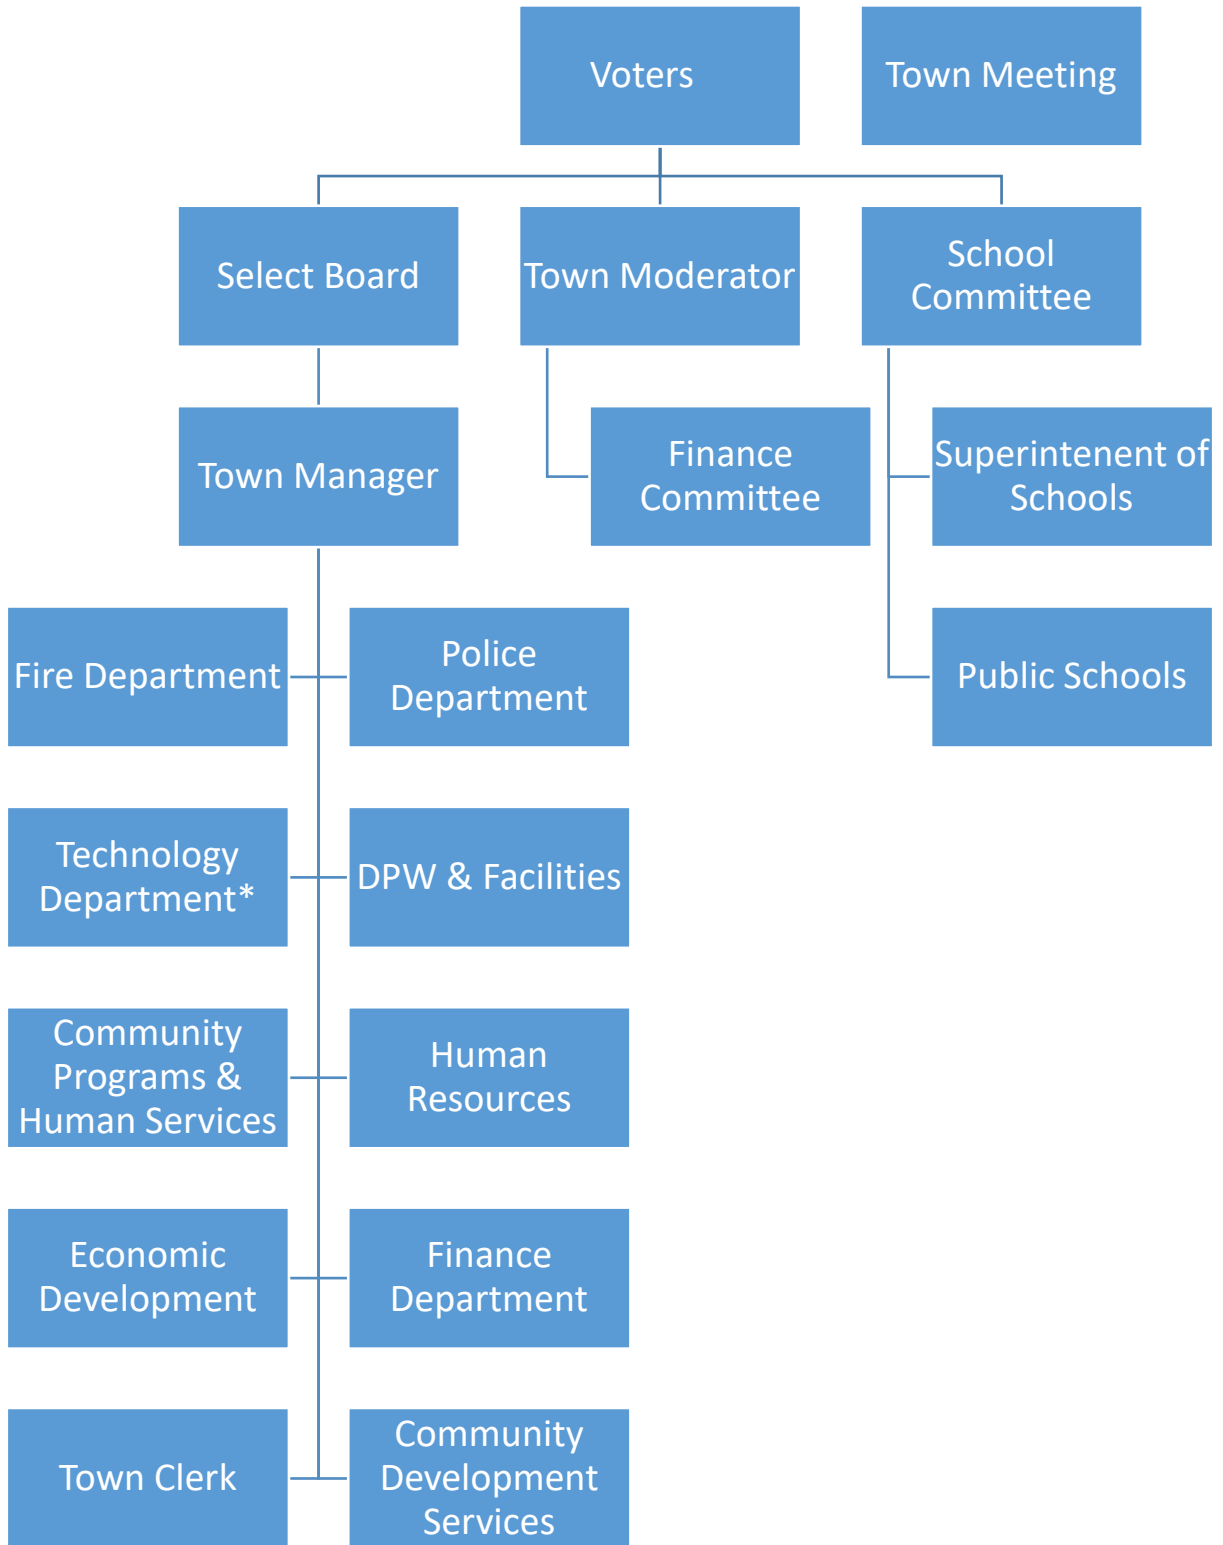 Voters
Town Meeting
Select Board
Town Moderator
School
Committee
Town Manager
Finance
Committee
Superintenent of
Schools
Fire Department
Police
Department
Public Schools
Technology
Department*
DPW & Facilities
Community
Programs &
Human Services
Human
Resources
Economic
Development
Finance
Department
Town Clerk
Community
Development
Services